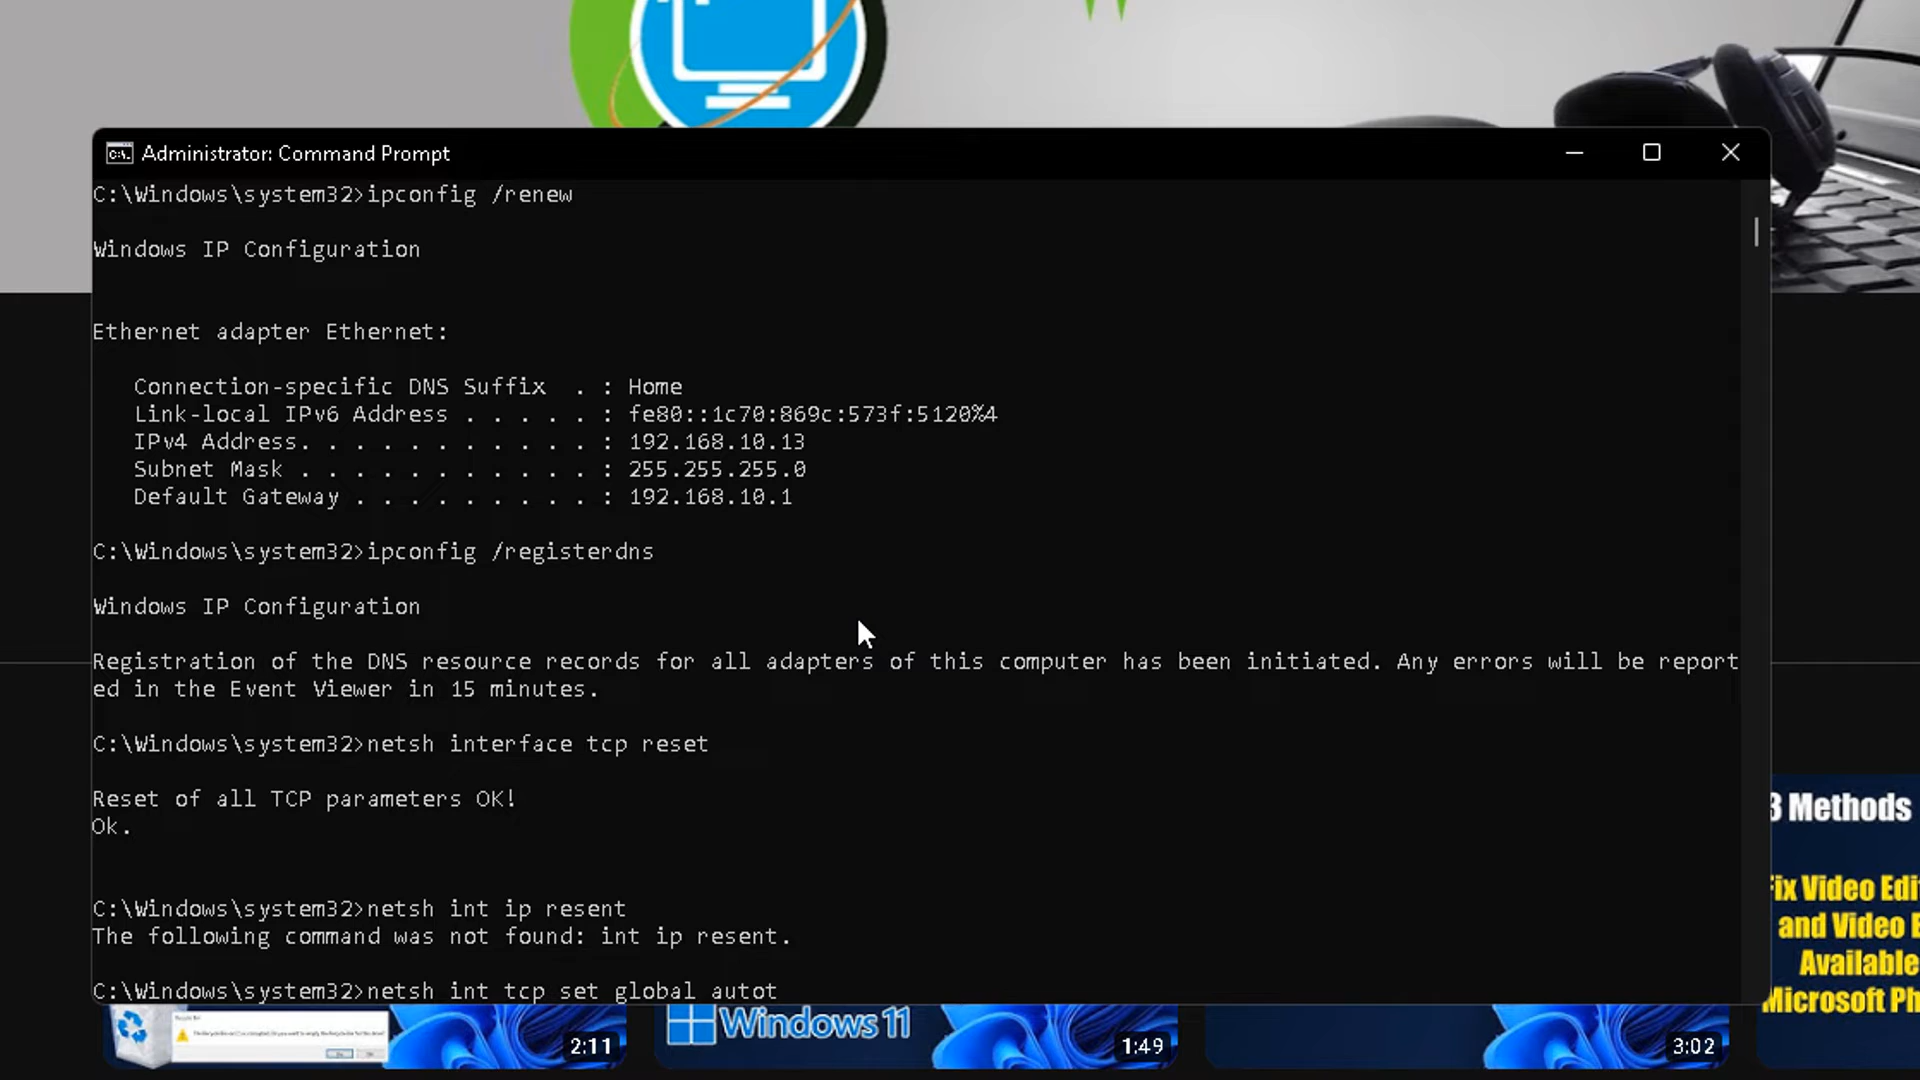 Administrator: Command Prompt
C:\Windows\system32>ipconfig /renew
Windows IP Configuration
Ethernet adapter Ethernet:
Connection-specific DNS Suffix . : Home
Link-local IPv6 Address . . . . . : fe80::1c70:869c:573f:5120%4
IPv4 Address. . . . . . . . . . . : 192.168.10.13
Subnet Mask . . . . . . . . . . . : 255.255.255.0
Default Gateway . . . . . . . . . : 192.168.10.1
C:\Windows\system32>ipconfig /registerdns
Windows IP Configuration
Registration of the DNS resource records for all adapters of this computer has been initiated. Any errors will be report
ed in the Event Viewer in 15 minutes.
C:\Windows\system32>netsh interface tcp reset
Reset of all TCP parameters OK!
Ok.
C:\Windows\system32>netsh int ip resent
The following command was not found: int ip resent.
C:\Windows\system32>netsh int tcp set global autot
3 Methods
Fix Video Edi
and Video E
Available
Microsoft Ph
Windows 11
2:11
1:49
3:02